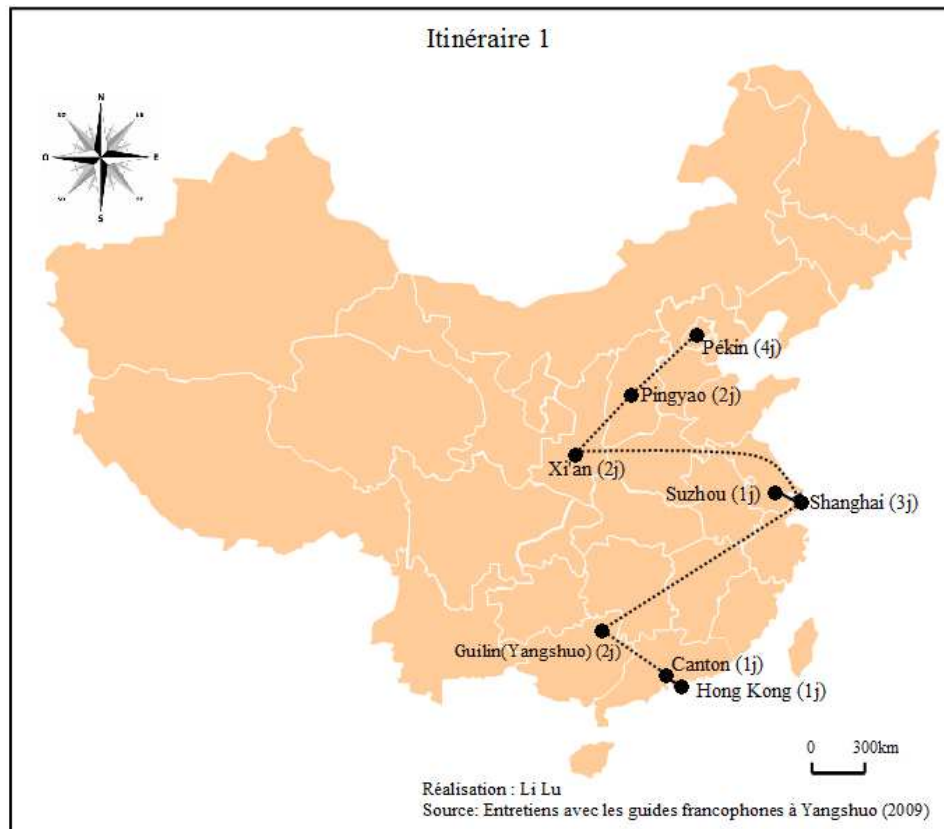 Itinéraire 1
N
O
E
S
Pékin (4j)
Pingyao (2j)
Xi'an (2j)
Suzhou (1j)
Shanghai (3j)
Guilin(Yangshuo) (2j)
Canton (1j)
Hong Kong (1j)
0 300km
Réalisation : Li Lu
Source: Entretiens avec les guides francophones à Yangshuo (2009)